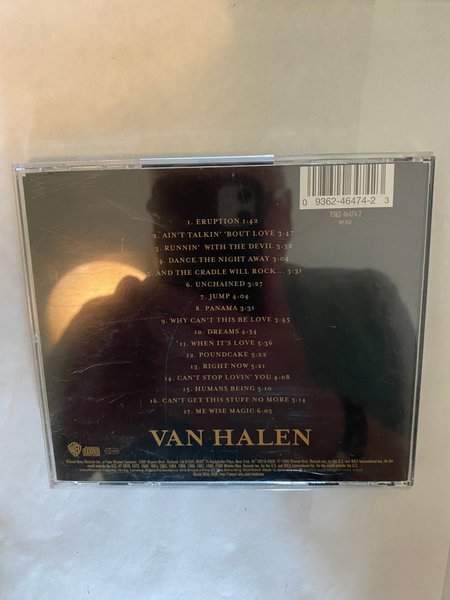 0 9362-46474-2 3
9362-46474-2
1. ERUPTION 1:42
2. AIN'T TALKIN' 'BOUT LOVE 3:47
3. RUNNIN' WITH THE DEVIL 3:32
4. DANCE THE NIGHT AWAY 3:04
AND THE CRADLE WILL ROCK... 3:31
6. UNCHAINED 3:27
7. JUMP 4:04
8. PANAMA 3:31
9. WHY CAN'T THIS BE LOVE 3:45
10. DREAMS 4:54
11. WHEN IT'S LOVE 5:36
12. POUNDCAKE 5:22
13. RIGHT NOW 5:21
14. CAN'T STOP LOVIN' YOU 4:08
15. HUMANS BEING 5:10
16. CAN'T GET THIS STUFF NO MORE 5:14
17. ME WISE MAGIC 6:05
VAN HALEN